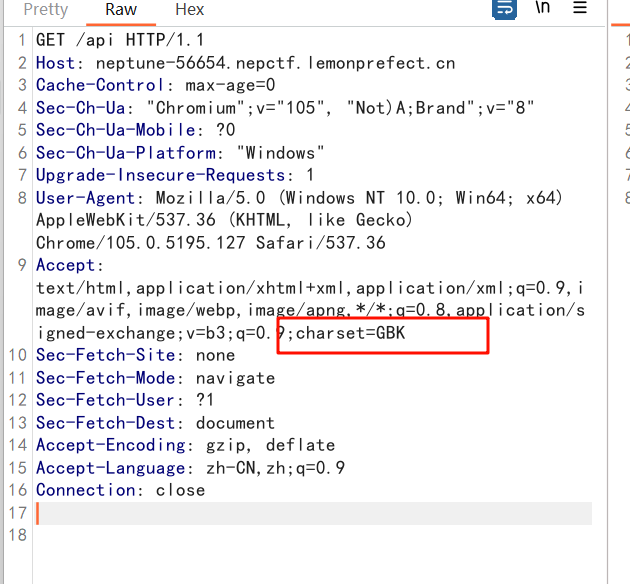 Pretty Raw Hex \n
1 GET /api HTTP/1.1
2 Host: neptune-56654.nepctf.lemonprefect.cn
3 Cache-Control: max-age=0
4 Sec-Ch-Ua: "Chromium";v="105", "Not)A;Brand";v="8"
5 Sec-Ch-Ua-Mobile: ?0
6 Sec-Ch-Ua-Platform: "Windows"
7 Upgrade-Insecure-Requests: 1
8 User-Agent: Mozilla/5.0 (Windows NT 10.0; Win64; x64)
AppleWebKit/537.36 (KHTML, like Gecko)
Chrome/105.0.5195.127 Safari/537.36
9 Accept:
text/html,application/xhtml+xml,application/xml;q=0.9,i
mage/avif,image/webp,image/apng,*/*;q=0.8,application/s
igned-exchange;v=b3;q=0.9;charset=GBK
10 Sec-Fetch-Site: none
11 Sec-Fetch-Mode: navigate
12 Sec-Fetch-User: ?1
13 Sec-Fetch-Dest: document
14 Accept-Encoding: gzip, deflate
15 Accept-Language: zh-CN,zh;q=0.9
16 Connection: close
17
18